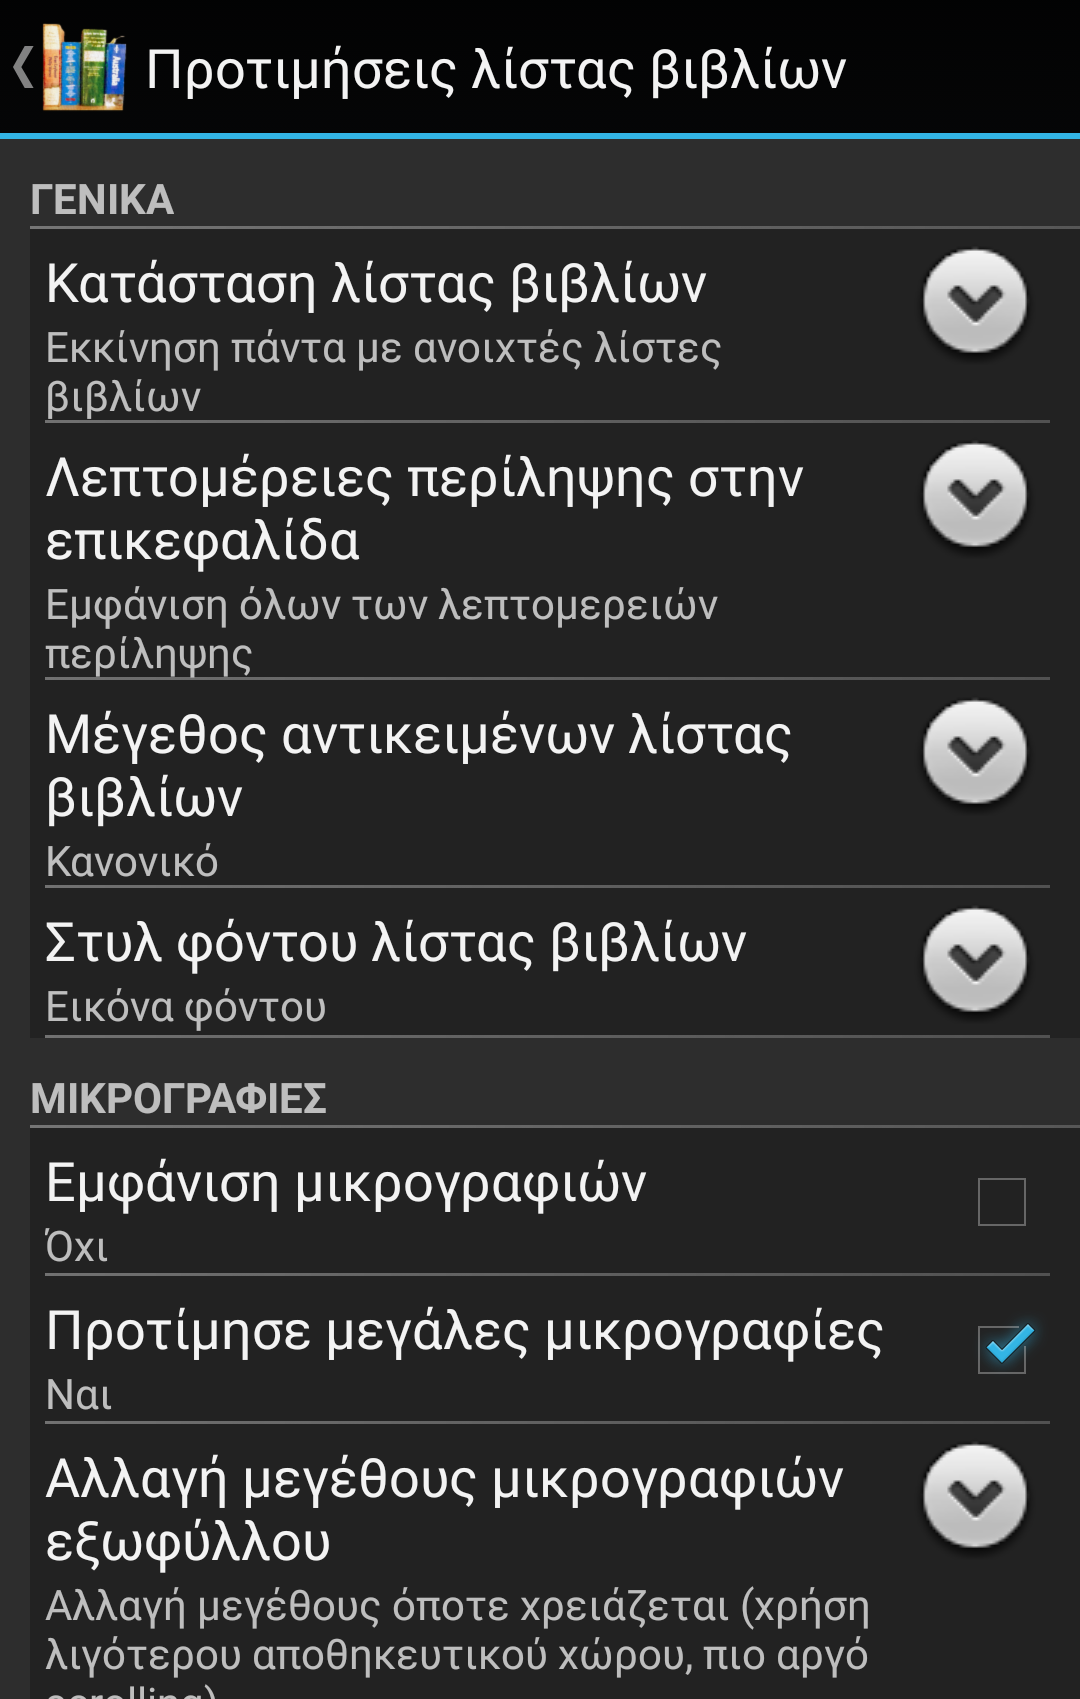 Προτιμήσεις λίστας βιβλίων
ΓΕΝΙΚΑ
Κατάσταση λίστας βιβλίων
Εκκίνηση πάντα με ανοιχτές λίστες
βιβλίων
Λεπτομέρειες περίληψης στην
επικεφαλίδα
Εμφάνιση όλων των λεπτομερειών
περίληψης
Μέγεθος αντικειμένων λίστας
βιβλίων
Κανονικό
Στυλ φόντου λίστας βιβλίων
Εικόνα φόντου
ΜΙΚΡΟΓΡΑΦΙΕΣ
Εμφάνιση μικρογραφιών
Όχι
Προτίμησε μεγάλες μικρογραφίες
Ναι
Αλλαγή μεγέθους μικρογραφιών
εξωφύλλου
Αλλαγή μεγέθους όποτε χρειάζεται (χρήση
λιγότερου αποθηκευτικού χώρου, πιο αργό
scrolling)